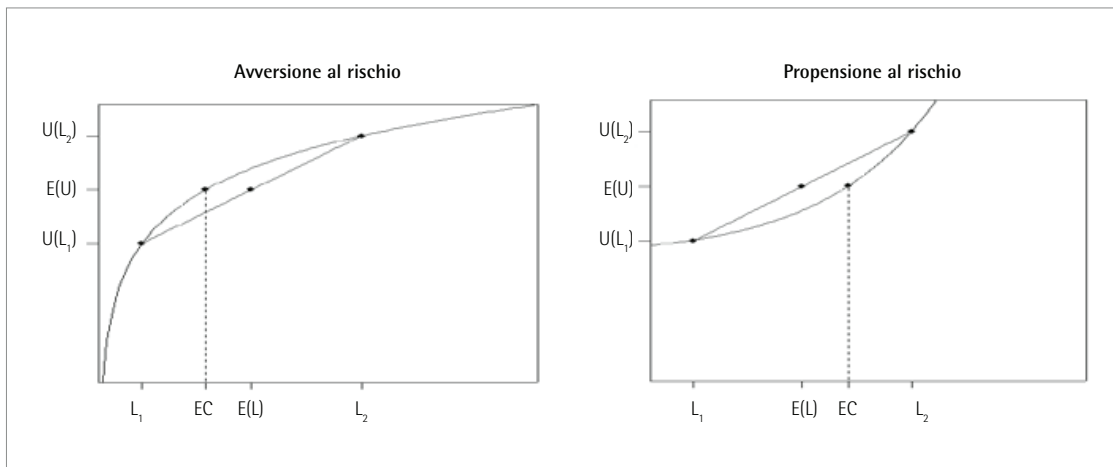 Avversione al rischio
U(L₂)
E(U)
U(L₁)
L₁ EC E(L) L₂
Propensione al rischio
U(L₂)
E(U)
U(L₁)
L₁ E(L) EC L₂